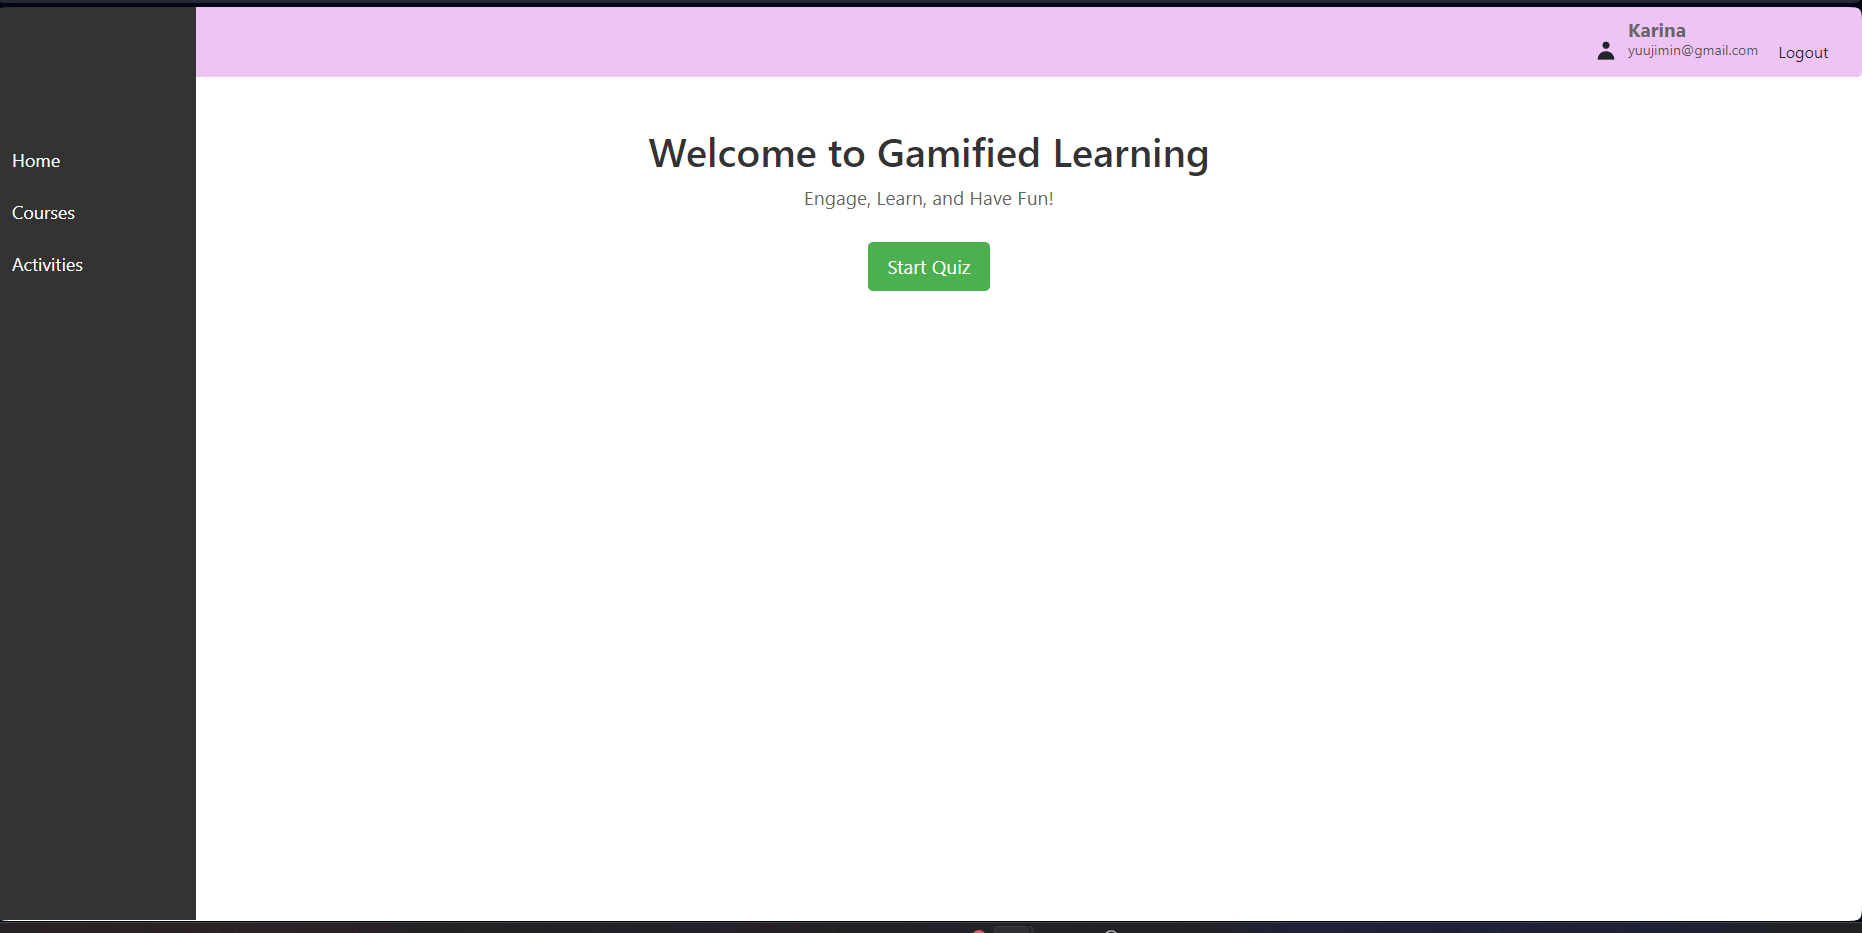 Karina
yuujimin@gmail.com
Logout
Home
Courses
Activities
Welcome to Gamified Learning
Engage, Learn, and Have Fun!
Start Quiz